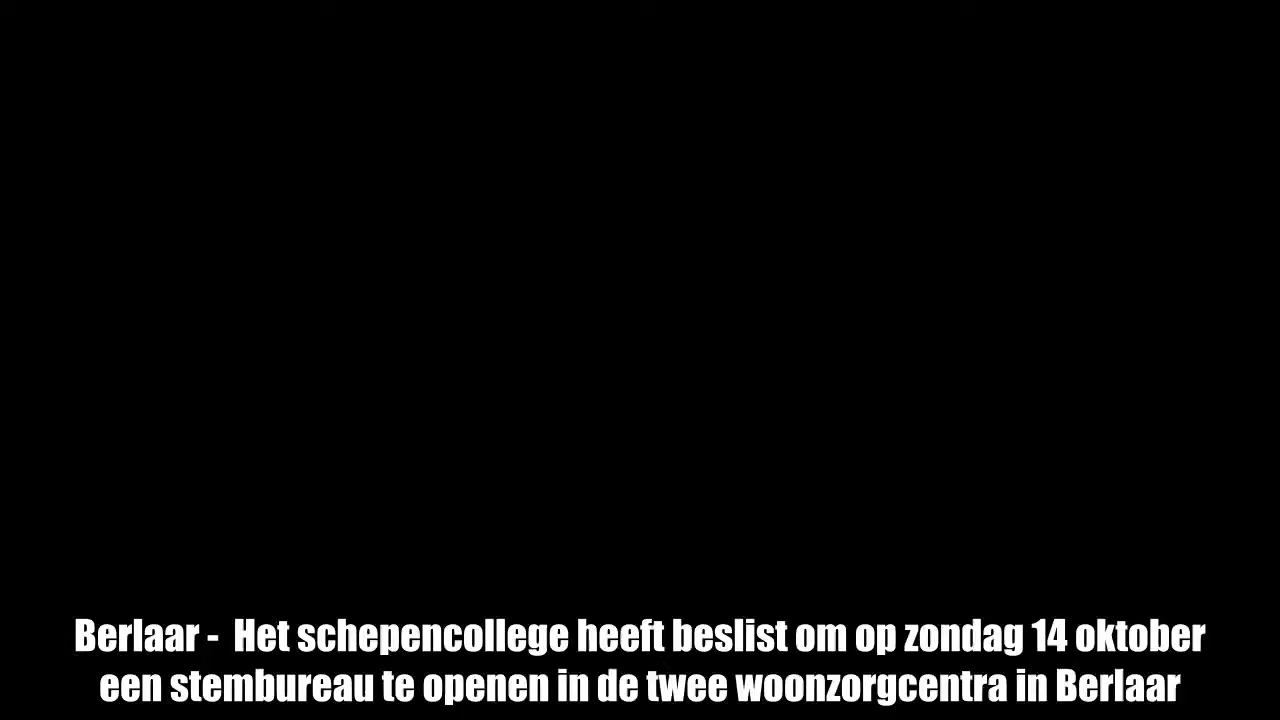 Berlaar - Het schepencollege heeft beslist om op zondag 14 oktober
een stembureau te openen in de twee woonzorgcentra in Berlaar